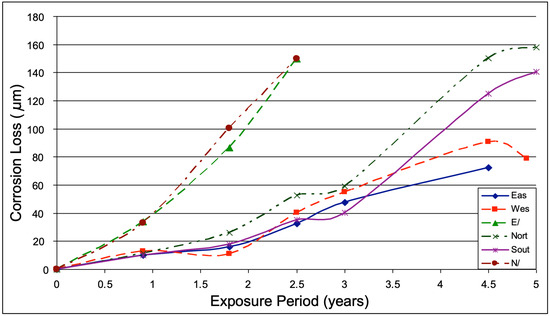 180
160
140
120
100
80
60
40
20
0
Corrosion Loss (μm)
0 0.5 1 1.5 2 2.5 3 3.5 4 4.5 5
Exposure Period (years)
Eas
Wes
E/
Nort
Sout
N/